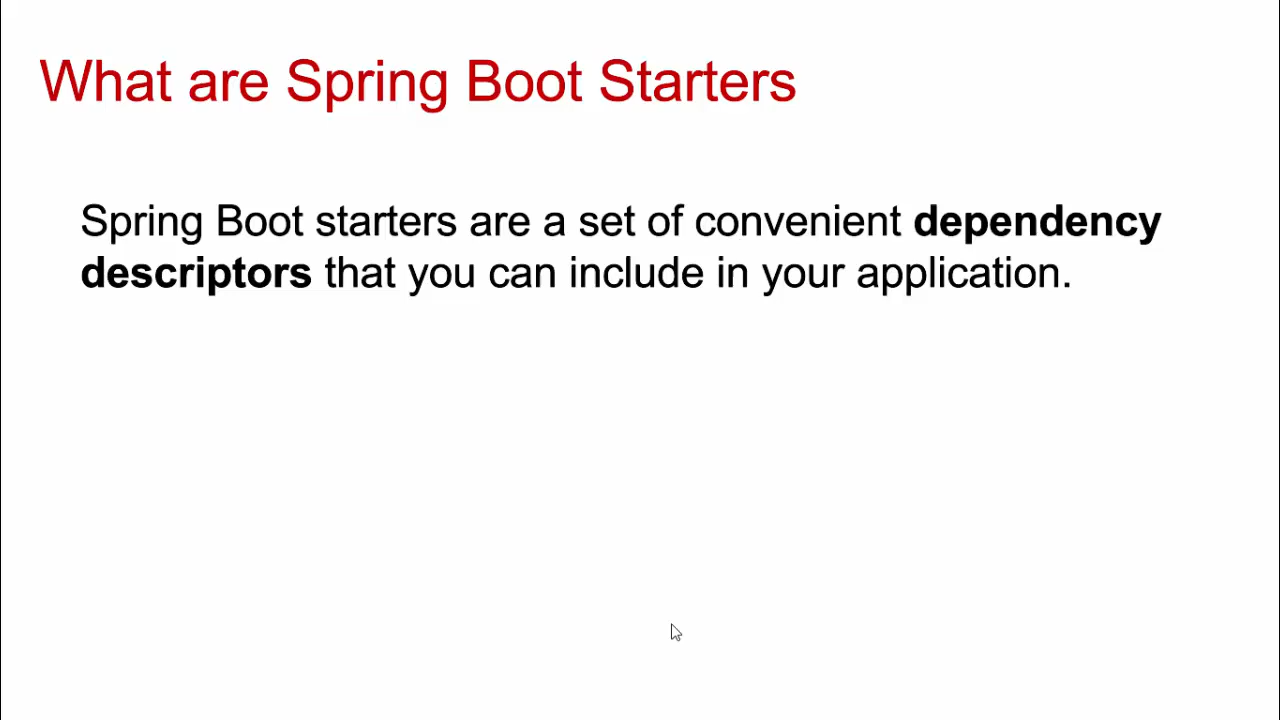 What are Spring Boot Starters
Spring Boot starters are a set of convenient dependency
descriptors that you can include in your application.